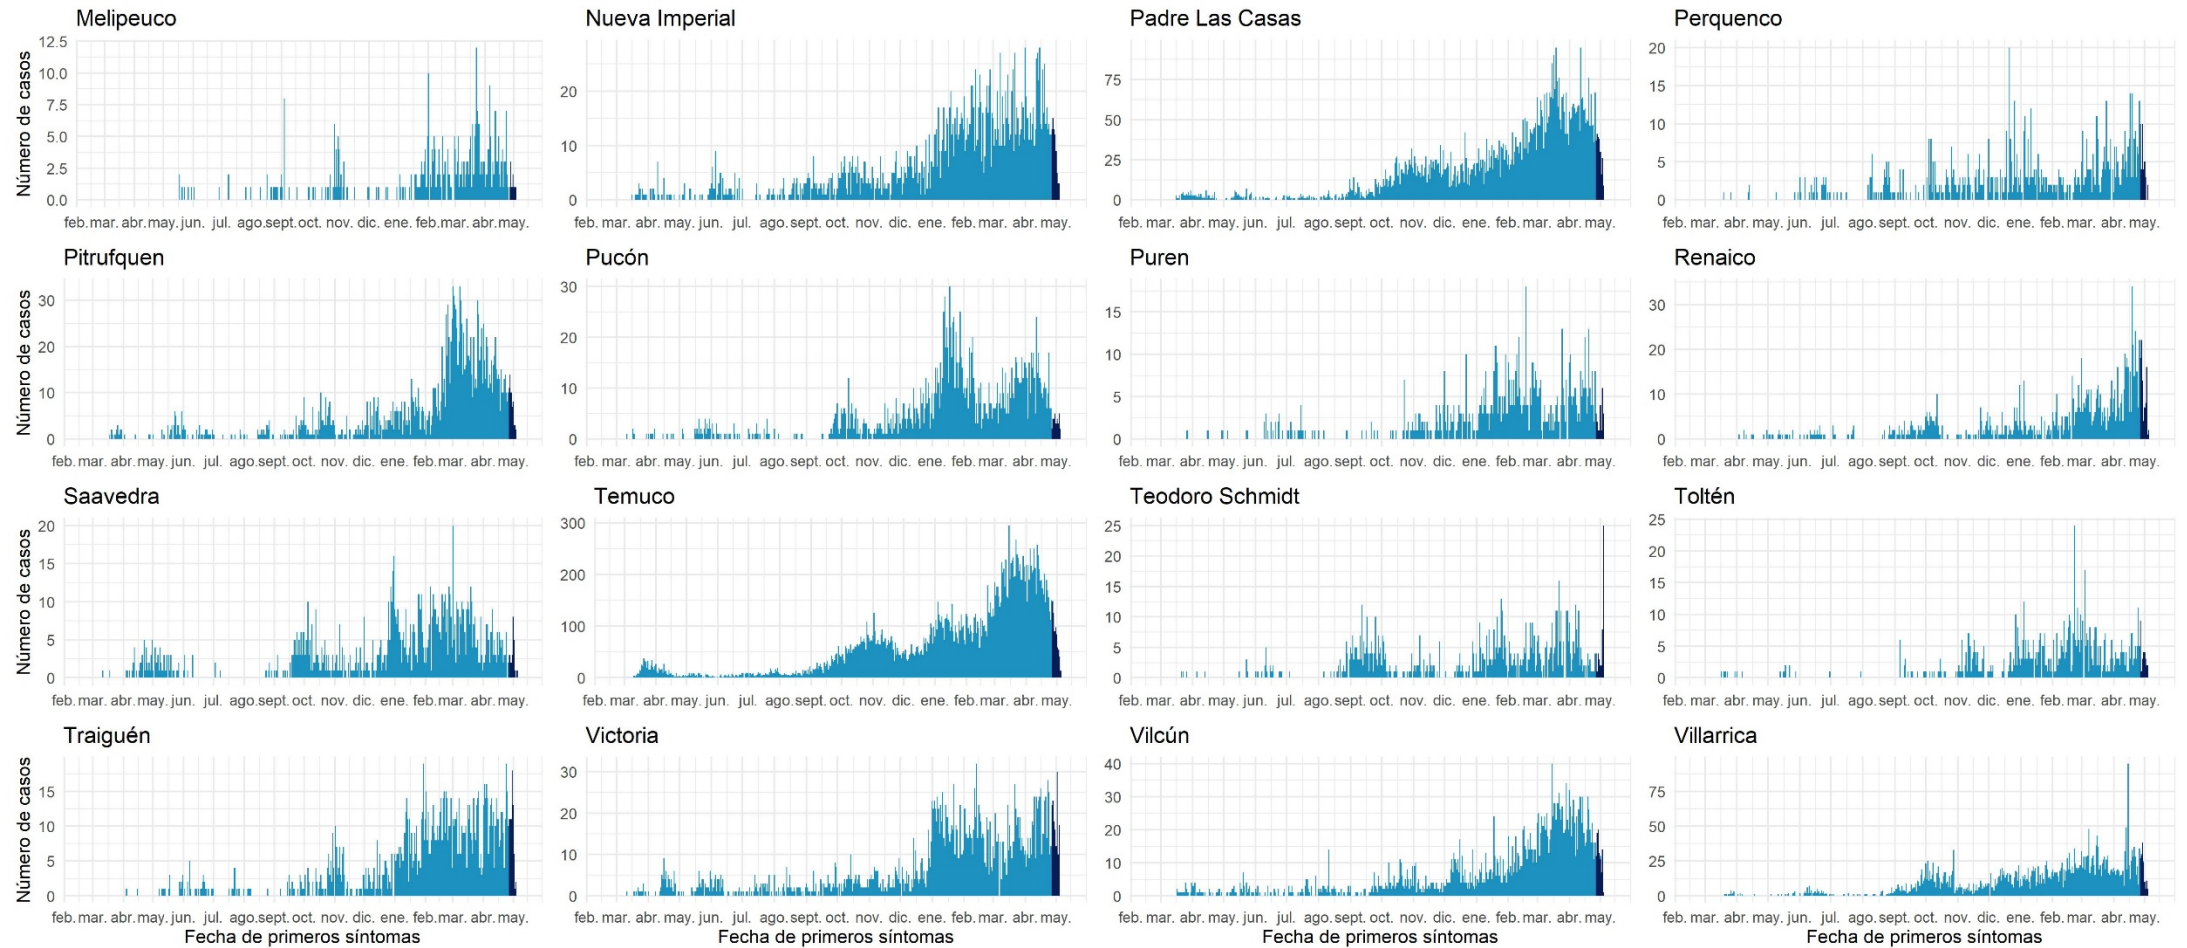 Melipeuco
Nueva Imperial
Padre Las Casas
Perquenco
Número de casos
12.5
10.0
7.5
5.0
2.5
0.0
20
10
0
75
50
25
0
20
15
10
5
0
feb. mar. abr. may. jun. jul. ago. sept. oct. nov. dic. ene. feb. mar. abr. may.
feb. mar. abr. may. jun. jul. ago. sept. oct. nov. dic. ene. feb. mar. abr. may.
feb. mar. abr. may. jun. jul. ago. sept. oct. nov. dic. ene. feb. mar. abr. may.
feb. mar. abr. may. jun. jul. ago. sept. oct. nov. dic. ene. feb. mar. abr. may.
Pitrufquen
Pucón
Puren
Renaico
Número de casos
30
20
10
0
30
20
10
0
15
10
5
0
30
20
10
0
feb. mar. abr. may. jun. jul. ago. sept. oct. nov. dic. ene. feb. mar. abr. may.
feb. mar. abr. may. jun. jul. ago. sept. oct. nov. dic. ene. feb. mar. abr. may.
feb. mar. abr. may. jun. jul. ago. sept. oct. nov. dic. ene. feb. mar. abr. may.
feb. mar. abr. may. jun. jul. ago. sept. oct. nov. dic. ene. feb. mar. abr. may.
Saavedra
Temuco
Teodoro Schmidt
Toltén
Número de casos
20
15
10
5
0
300
200
100
0
25
20
15
10
5
0
25
20
15
10
5
0
feb. mar. abr. may. jun. jul. ago. sept. oct. nov. dic. ene. feb. mar. abr. may.
feb. mar. abr. may. jun. jul. ago. sept. oct. nov. dic. ene. feb. mar. abr. may.
feb. mar. abr. may. jun. jul. ago. sept. oct. nov. dic. ene. feb. mar. abr. may.
feb. mar. abr. may. jun. jul. ago. sept. oct. nov. dic. ene. feb. mar. abr. may.
Traiguén
Victoria
Vilcún
Villarrica
Número de casos
15
10
5
0
30
20
10
0
40
30
20
10
0
75
50
25
0
feb. mar. abr. may. jun. jul. ago. sept. oct. nov. dic. ene. feb. mar. abr. may.
feb. mar. abr. may. jun. jul. ago. sept. oct. nov. dic. ene. feb. mar. abr. may.
feb. mar. abr. may. jun. jul. ago. sept. oct. nov. dic. ene. feb. mar. abr. may.
feb. mar. abr. may. jun. jul. ago. sept. oct. nov. dic. ene. feb. mar. abr. may.
Fecha de primeros síntomas
Fecha de primeros síntomas
Fecha de primeros síntomas
Fecha de primeros síntomas